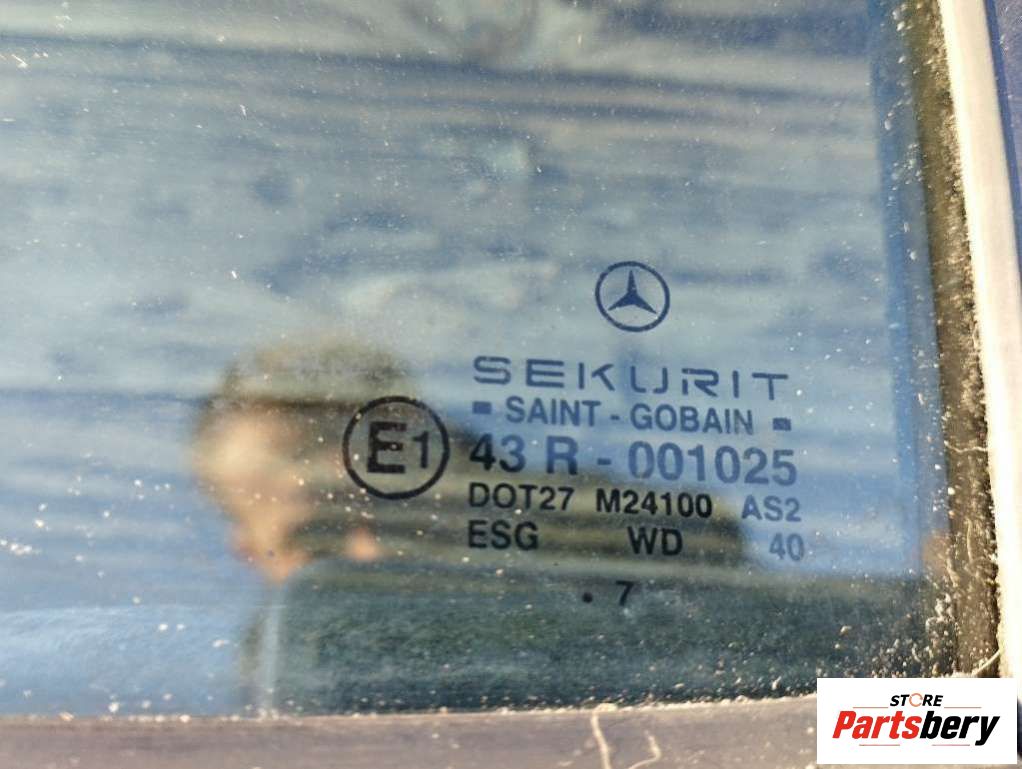 SEKURIT
SAINT - GOBAIN
E1
43 R - 001025
DOT27 M24100 AS2
ESG WD 40
. 7
STORE
Partsbery